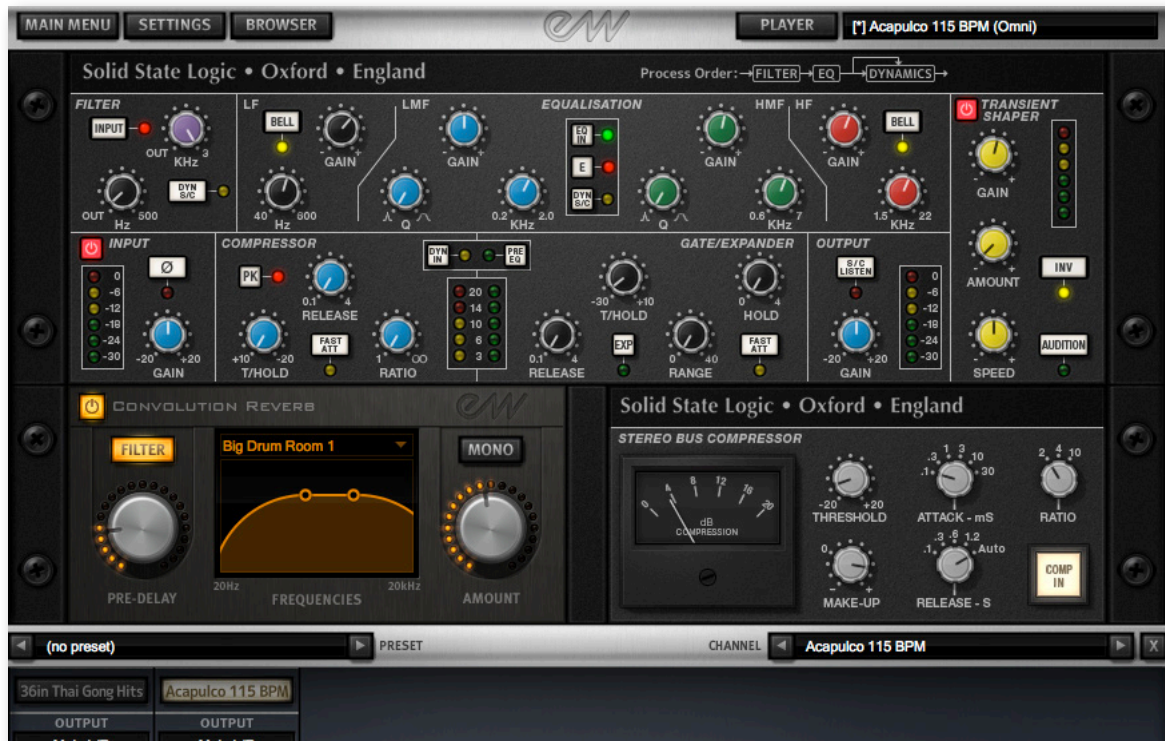 MAIN MENU SETTINGS BROWSER PLAYER [*] Acapulco 115 BPM (Omni)
Solid State Logic • Oxford • England
Process Order: FILTER EQ DYNAMICS
FILTER
INPUT
OUT 3
KHz
DYN S/C
OUT 500
Hz
LF
BELL
GAIN
40 600
Hz
LMF
GAIN
Q
0.2 2.0
KHz
EQUALISATION
EQ IN
E
DYN S/C
HMF
GAIN
Q
0.6 7
KHz
HF
BELL
GAIN
1.5 22
KHz
TRANSIENT
SHAPER
GAIN
AMOUNT
INV
SPEED
AUDITION
INPUT
Ø
0
-6
-12
-18
-24
-30
-20 +20
GAIN
COMPRESSOR
PK
0.1 4
RELEASE
+10 -20
T/HOLD
FAST ATT
1 ∞
RATIO
DYN IN
PRE EQ
20
14
10
6
3
GATE/EXPANDER
-30 +10
T/HOLD
0 4
HOLD
0.1 4
RELEASE
EXP
0 40
RANGE
FAST ATT
OUTPUT
S/C LISTEN
0
-6
-12
-18
-24
-30
-20 +20
GAIN
CONVOLUTION REVERB
FILTER
Big Drum Room 1
MONO
PRE-DELAY
20Hz 20kHz
FREQUENCIES
AMOUNT
Solid State Logic • Oxford • England
STEREO BUS COMPRESSOR
0 4 8 12 16 20
dB
COMPRESSION
-20 +20
THRESHOLD
.1 .3 1 3 10 30
ATTACK - mS
2 4 10
RATIO
0
- +
MAKE-UP
.1 .3 .6 1.2 Auto
RELEASE - S
COMP
IN
(no preset) PRESET CHANNEL Acapulco 115 BPM X
36in Thai Gong Hits Acapulco 115 BPM
OUTPUT OUTPUT